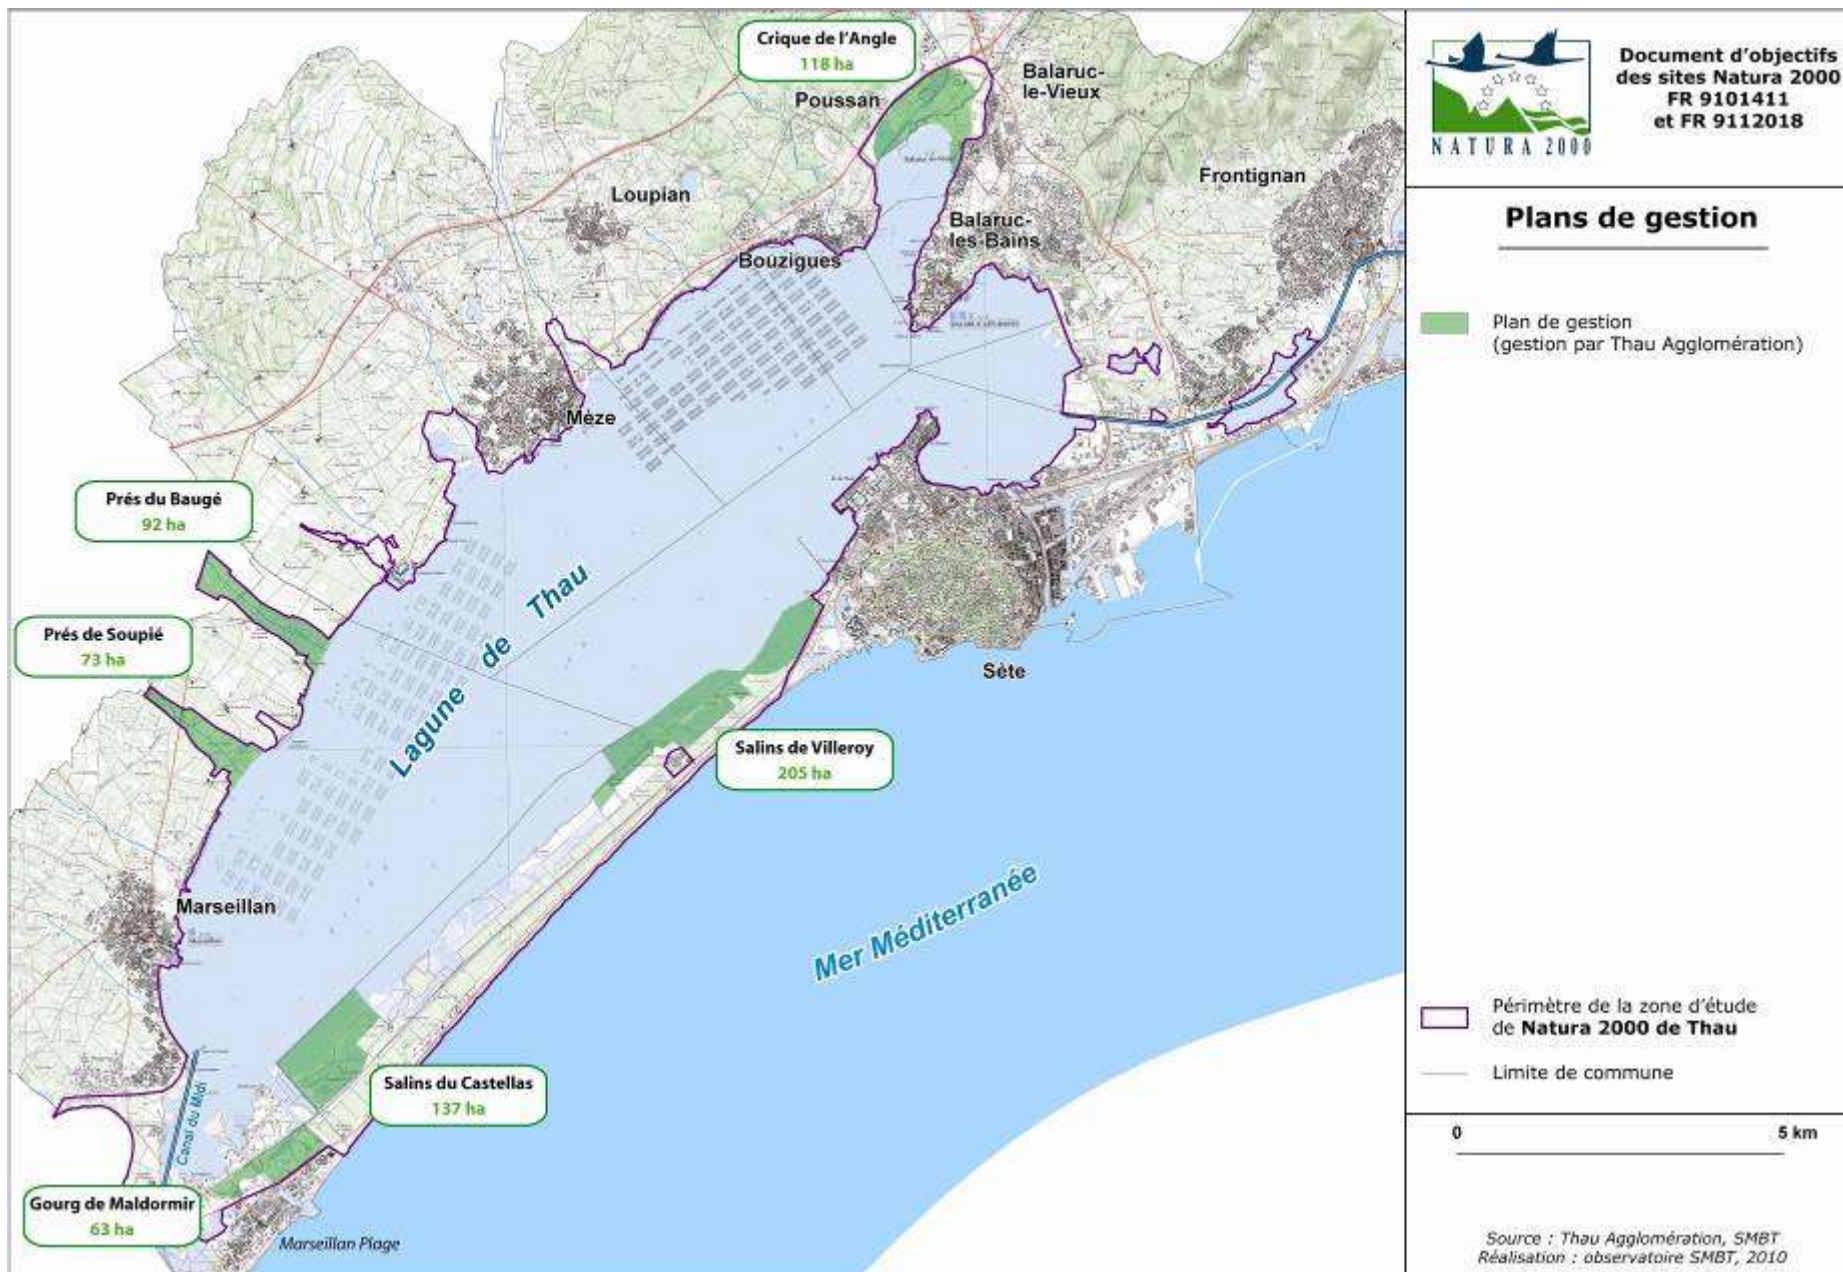 Crique de l'Angle
118 ha
Poussan
Balaruc-
le-Vieux
Loupian
Frontignan
Balaruc-
les-Bains
Bouzigues
Mèze
Prés du Baugé
92 ha
Prés de Soupié
73 ha
Lagune de Thau
Sète
Salins de Villeroy
205 ha
Marseillan
Mer Méditerranée
Salins du Castellas
137 ha
Canal du Midi
Gourg de Maldormir
63 ha
Marseillan Plage
NATURA 2000
Document d'objectifs
des sites Natura 2000
FR 9101411
et FR 9112018
Plans de gestion
Plan de gestion
(gestion par Thau Agglomération)
Périmètre de la zone d'étude
de Natura 2000 de Thau
Limite de commune
0 5 km
Source : Thau Agglomération, SMBT
Réalisation : observatoire SMBT, 2010